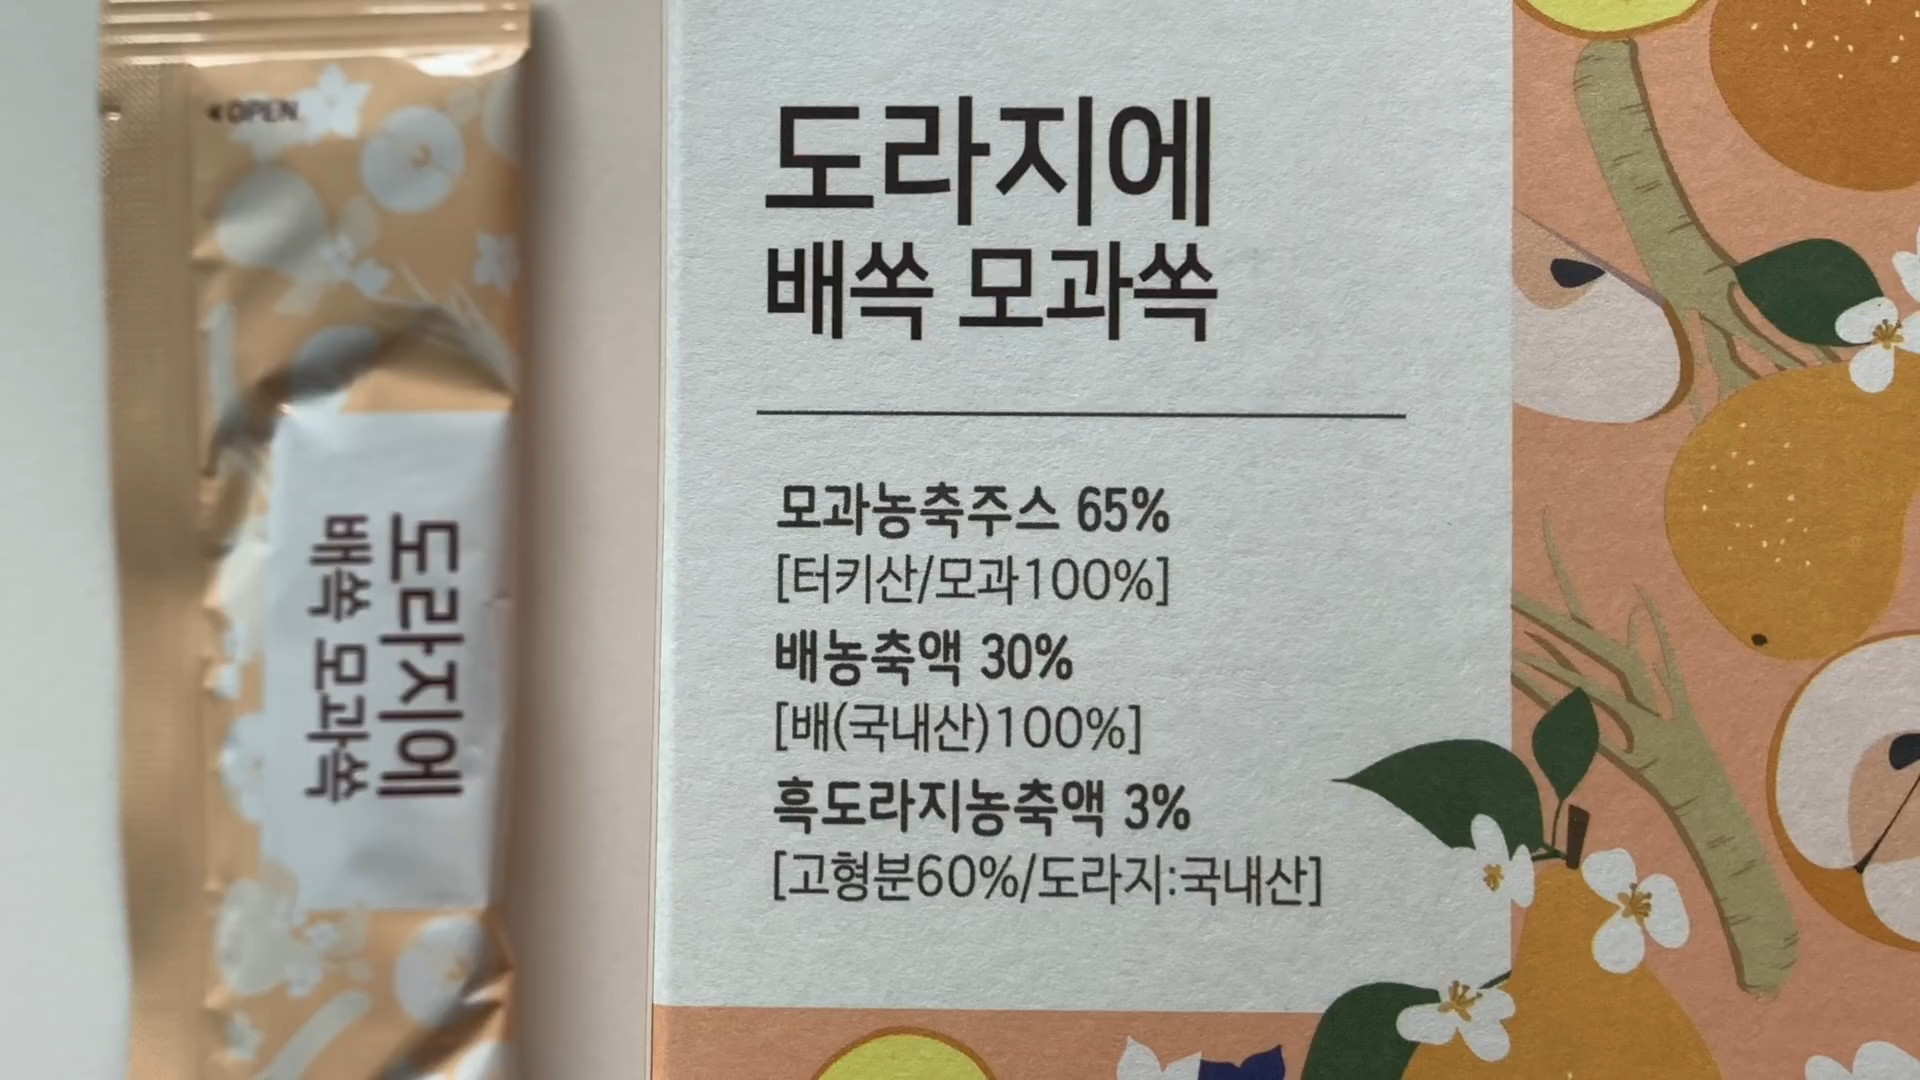 OPEN
도라지에
배쏙 모과쏙
도라지에
배쏙 모과쏙
모과농축주스 65%
[터키산/모과100%]
배농축액 30%
[배(국내산)100%]
흑도라지농축액 3%
[고형분60%/도라지:국내산]